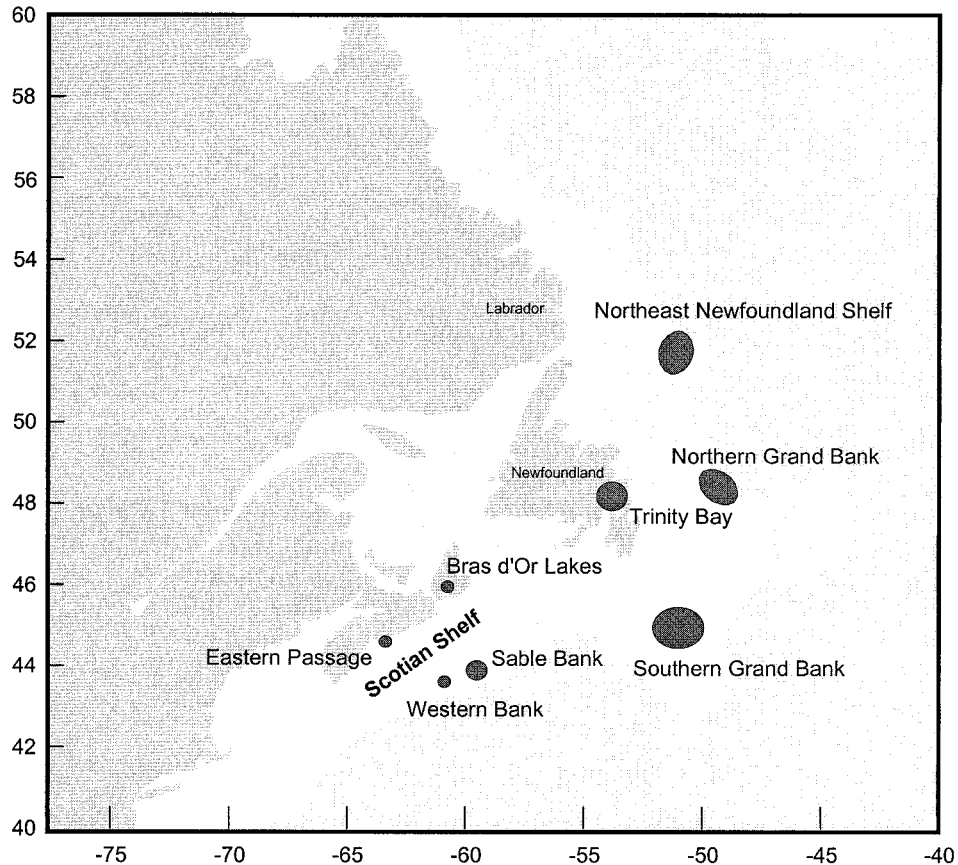 60
58
56
54
52
50
48
46
44
42
40
Labrador
Northeast Newfoundland Shelf
Northern Grand Bank
Newfoundland
Trinity Bay
Bras d'Or Lakes
Scotian Shelf
Eastern Passage
Sable Bank
Southern Grand Bank
Western Bank
-75
-70
-65
-60
-55
-50
-45
-40